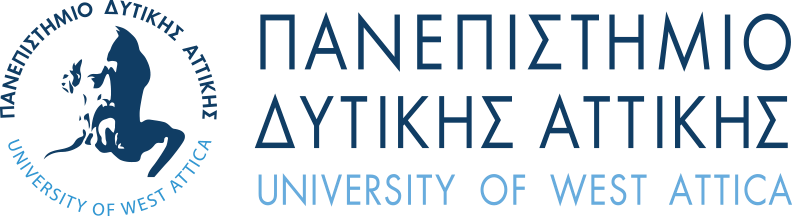 ΠΑΝΕΠΙΣΤΗΜΙΟ ΔΥΤΙΚΗΣ ΑΤΤΙΚΗΣ
UNIVERSITY OF WEST ATTICA
ΠΑΝΕΠΙΣΤΗΜΙΟ
ΔΥΤΙΚΗΣ ΑΤΤΙΚΗΣ
UNIVERSITY OF WEST ATTICA